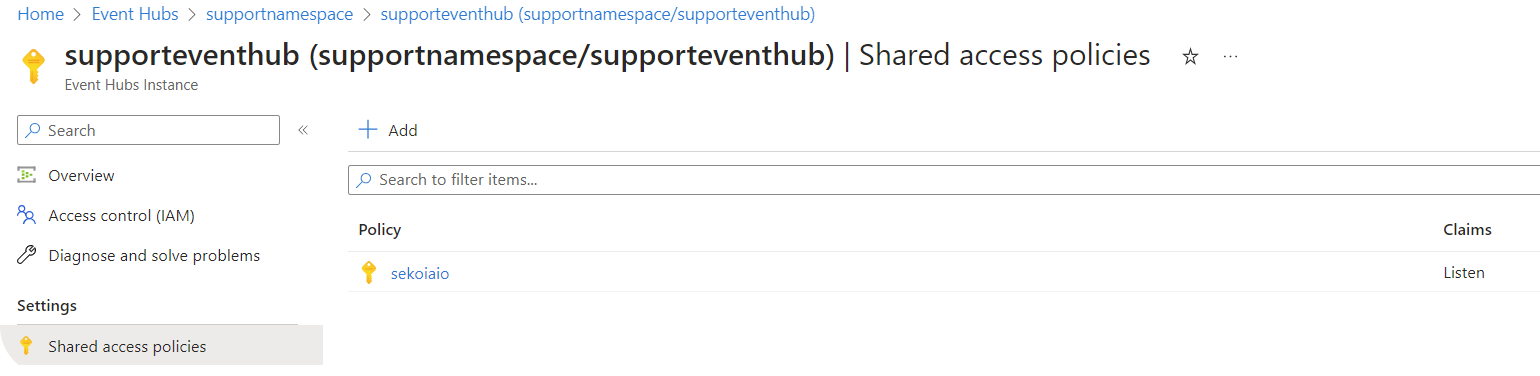 Home > Event Hubs > supportnamespace > supporteventhub (supportnamespace/supporteventhub)
supporteventhub (supportnamespace/supporteventhub) | Shared access policies
Event Hubs Instance
Search
Add
Overview
Search to filter items...
Access control (IAM)
Policy Claims
Diagnose and solve problems
sekoiaio Listen
Settings
Shared access policies